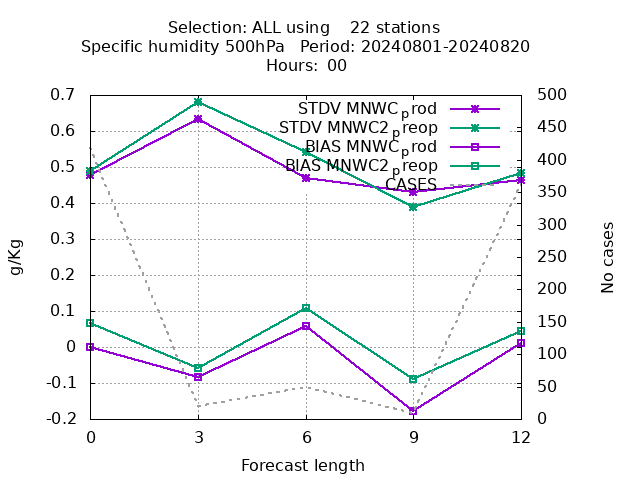 Selection: ALL using    22 stations
Specific humidity 500hPa   Period: 20240801-20240820
Hours:  00
0.7
0.6
0.5
0.4
0.3
0.2
0.1
0
-0.1
-0.2
g/Kg
STDV MNWC_prod
STDV MNWC2_preop
BIAS MNWC_prod
BIAS MNWC2_preop
CASES
500
450
400
350
300
250
200
150
100
50
0
No cases
0 3 6 9 12
Forecast length